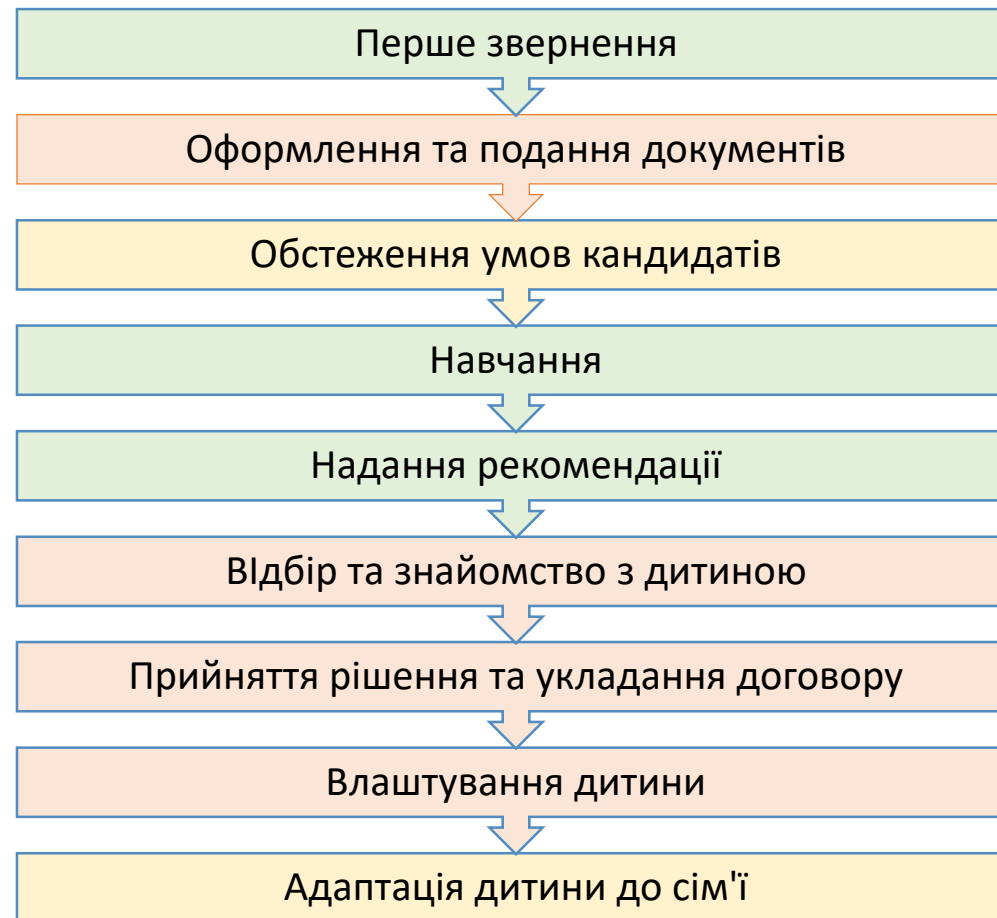 Перше звернення
Оформлення та подання документів
Обстеження умов кандидатів
Навчання
Надання рекомендації
ВІдбір та знайомство з дитиною
Прийняття рішення та укладання договору
Влаштування дитини
Адаптація дитини до сім'ї